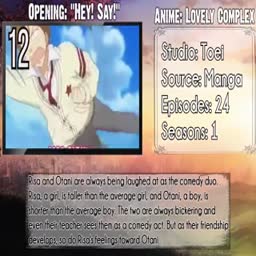 Opening: "Hey! Say!"
Anime: Lovely Complex
12
Studio: Toei
Source: Manga
Episodes: 24
Seasons: 1
Risa and Otani are always being laughed at as the comedy duo.
Risa, a girl, is taller than the average girl, and Otani, a boy, is
shorter than the average boy. The two are always bickering and
even their teacher sees them as a comedy act. But as their friendship
develops, so do Risa's feelings toward Otani.